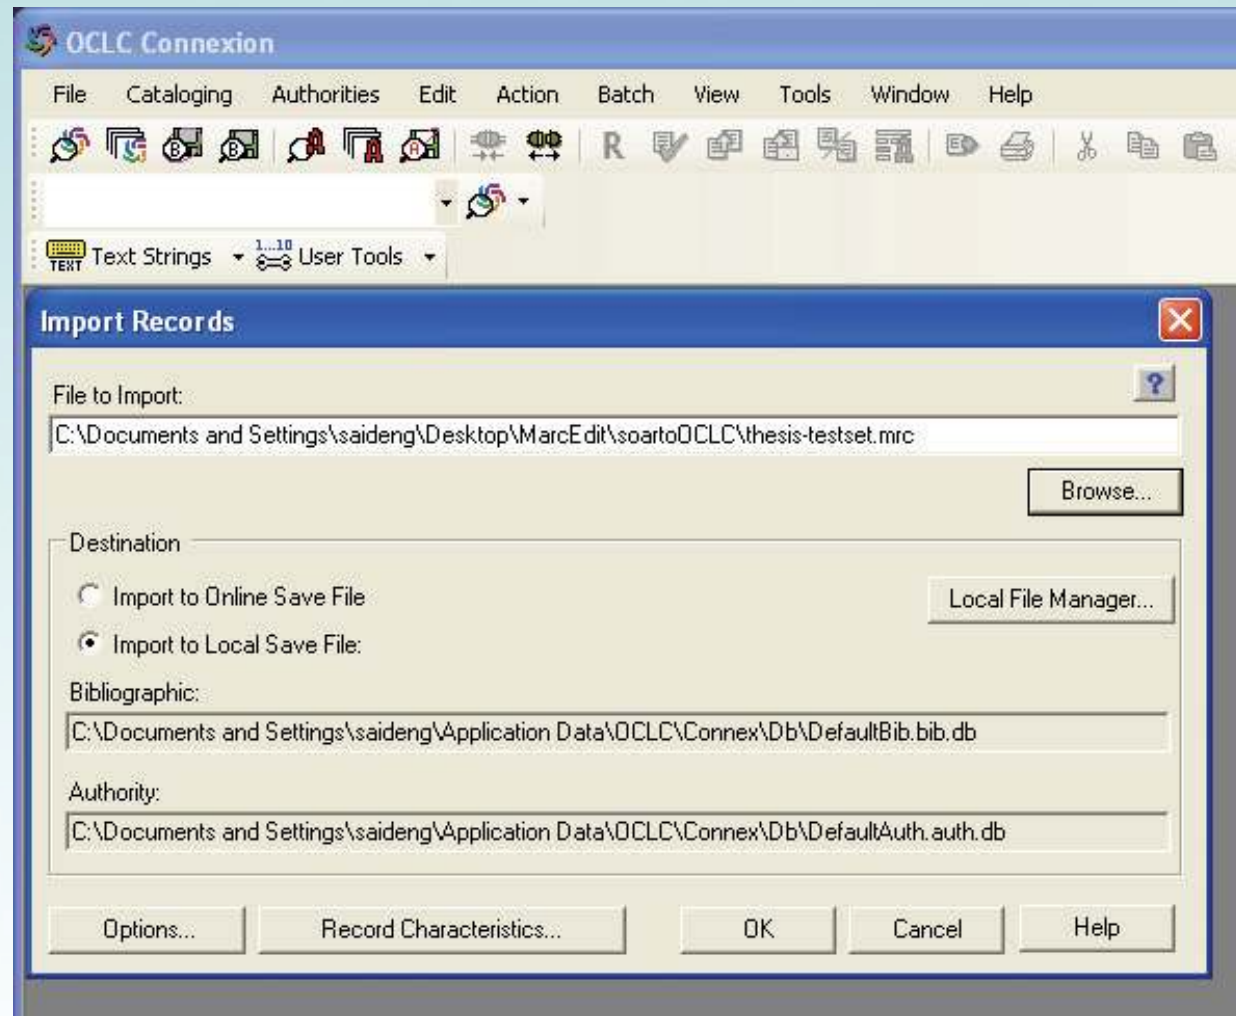 OCLC Connexion
File Cataloging Authorities Edit Action Batch View Tools Window Help
TEXT Text Strings 1...10 User Tools
Import Records
File to Import:
C:\Documents and Settings\saideng\Desktop\MarcEdit\soartoOCLC\thesis-testset.mrc
Browse...
Destination
Import to Online Save File
Local File Manager...
Import to Local Save File:
Bibliographic:
C:\Documents and Settings\saideng\Application Data\OCLC\Connex\Db\DefaultBib.bib.db
Authority:
C:\Documents and Settings\saideng\Application Data\OCLC\Connex\Db\DefaultAuth.auth.db
Options... Record Characteristics... OK Cancel Help